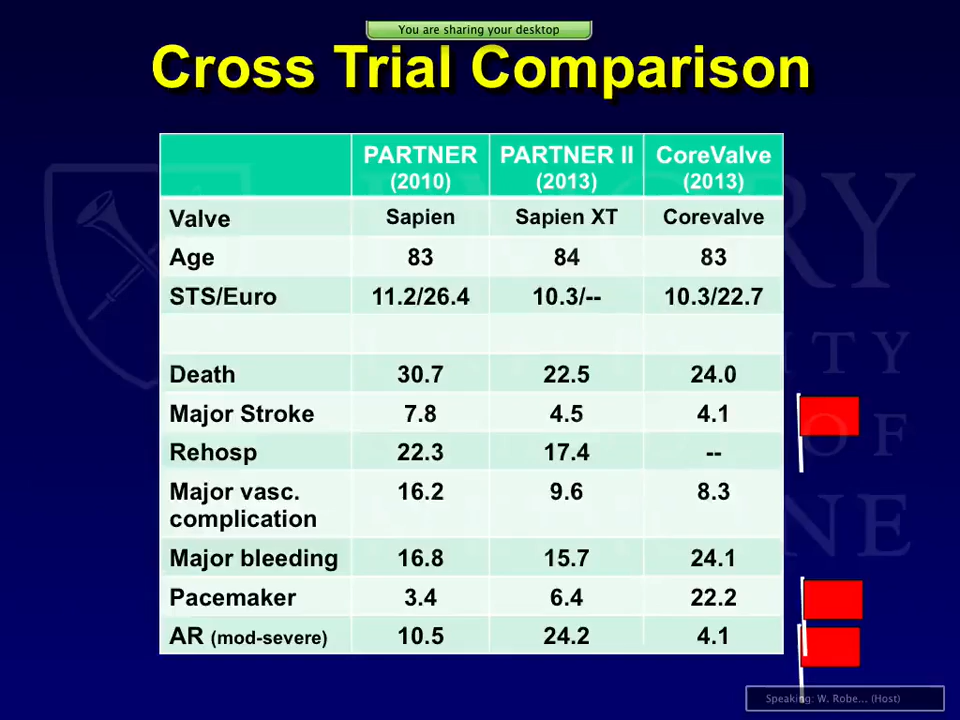 You are sharing your desktop
Cross Trial Comparison
PARTNER (2010) PARTNER II (2013) CoreValve (2013)
Valve Sapien Sapien XT Corevalve
Age 83 84 83
STS/Euro 11.2/26.4 10.3/-- 10.3/22.7
Death 30.7 22.5 24.0
Major Stroke 7.8 4.5 4.1
Rehosp 22.3 17.4 --
Major vasc. complication 16.2 9.6 8.3
Major bleeding 16.8 15.7 24.1
Pacemaker 3.4 6.4 22.2
AR (mod-severe) 10.5 24.2 4.1
Speaking: W. Robe... (Host)